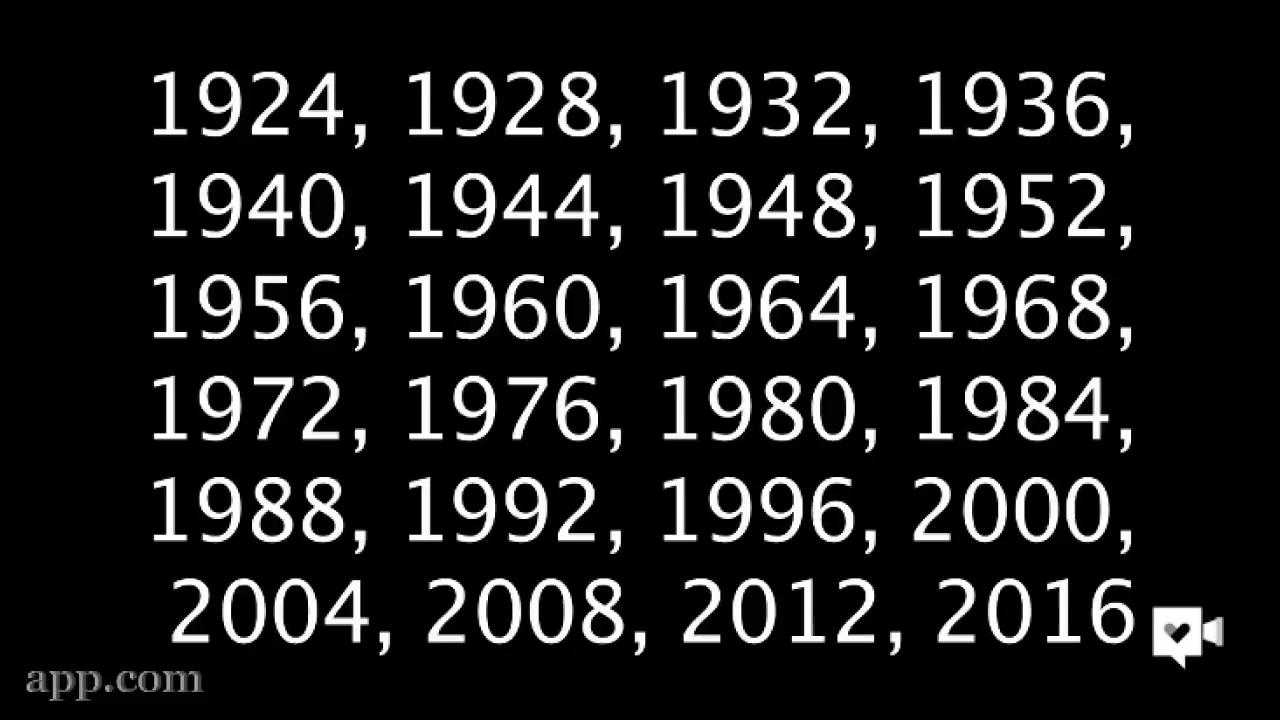 1924, 1928, 1932, 1936,
1940, 1944, 1948, 1952,
1956, 1960, 1964, 1968,
1972, 1976, 1980, 1984,
1988, 1992, 1996, 2000,
2004, 2008, 2012, 2016
app.com